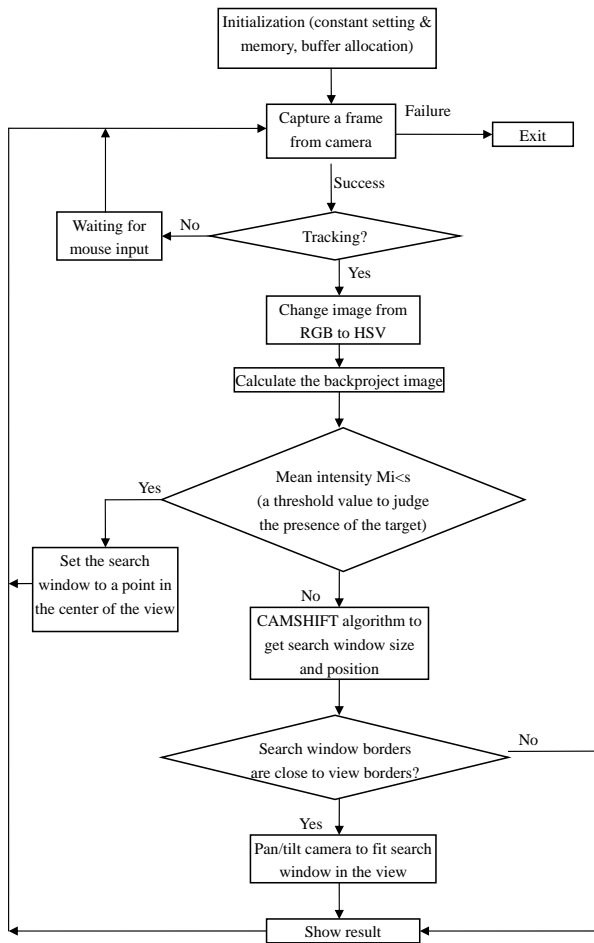 Initialization (constant setting &
memory, buffer allocation)
Capture a frame
from camera
Failure
Exit
Success
Waiting for
mouse input
No
Tracking?
Yes
Change image from
RGB to HSV
Calculate the backproject image
Mean intensity Mi<s
(a threshold value to judge
the presence of the target)
Yes
Set the search
window to a point in
the center of the view
No
CAMSHIFT algorithm to
get search window size
and position
Search window borders
are close to view borders?
No
Yes
Pan/tilt camera to fit search
window in the view
Show result